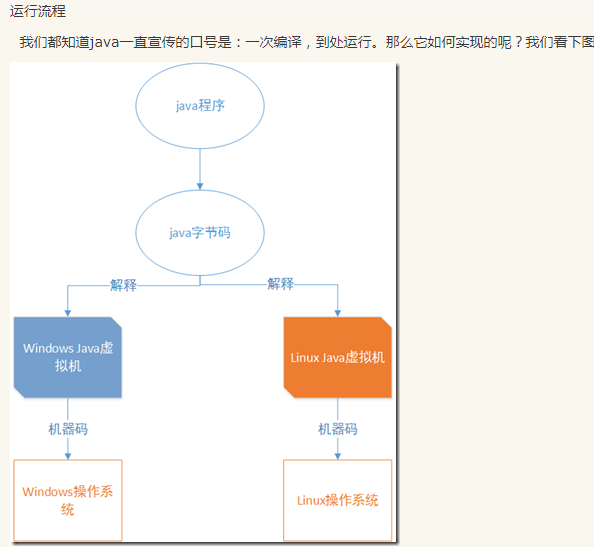 运行流程
我们都知道java一直宣传的口号是：一次编译，到处运行。那么它如何实现的呢？我们看下图
java程序
java字节码
解释
解释
Windows Java虚
拟机
Linux Java虚拟机
机器码
机器码
Windows操作系
统
Linux操作系统